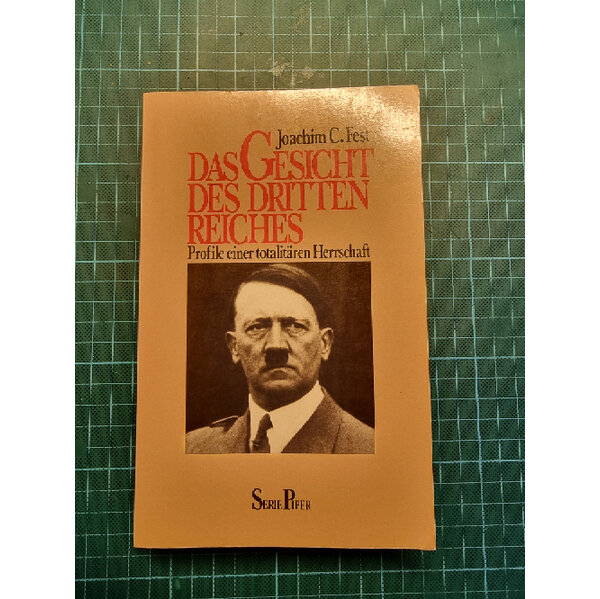 Joachim C. Fest
DAS GESICHT
DES DRITTEN
REICHES
Profile einer totalitären Herrschaft
SERIE PIPER